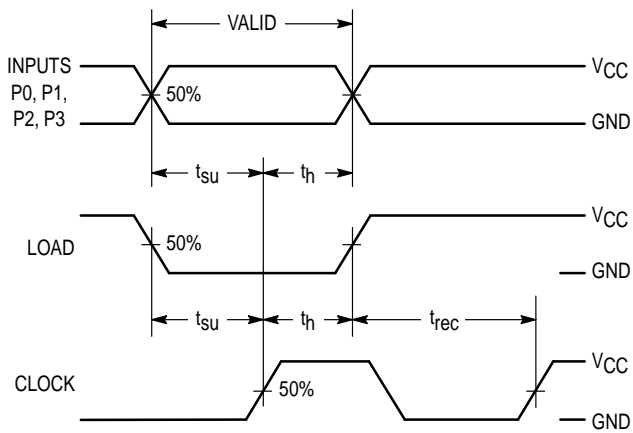 VALID
INPUTS
P0, P1,
P2, P3
50%
VCC
GND
tsu
th
LOAD
50%
VCC
GND
tsu
th
trec
CLOCK
50%
VCC
GND